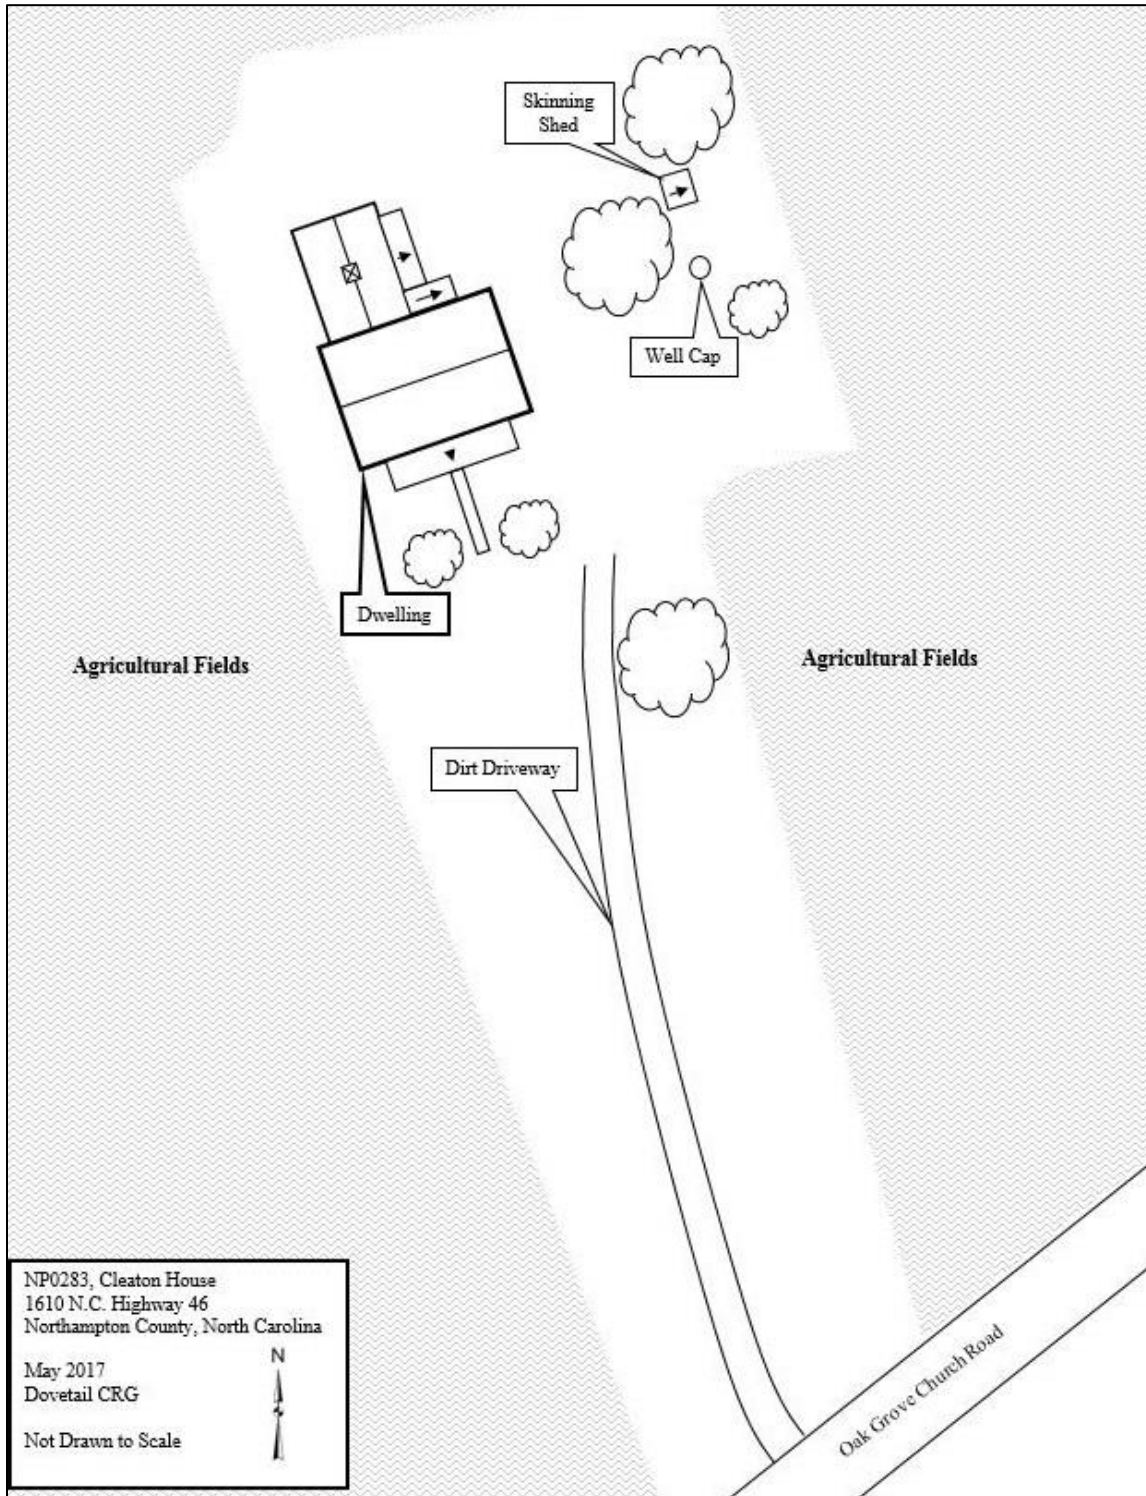 Skinning
Shed
Well Cap
Dwelling
Agricultural Fields
Agricultural Fields
Dirt Driveway
Oak Grove Church Road
NP0283, Cleaton House
1610 N.C. Highway 46
Northampton County, North Carolina
N
May 2017
Dovetail CRG
Not Drawn to Scale